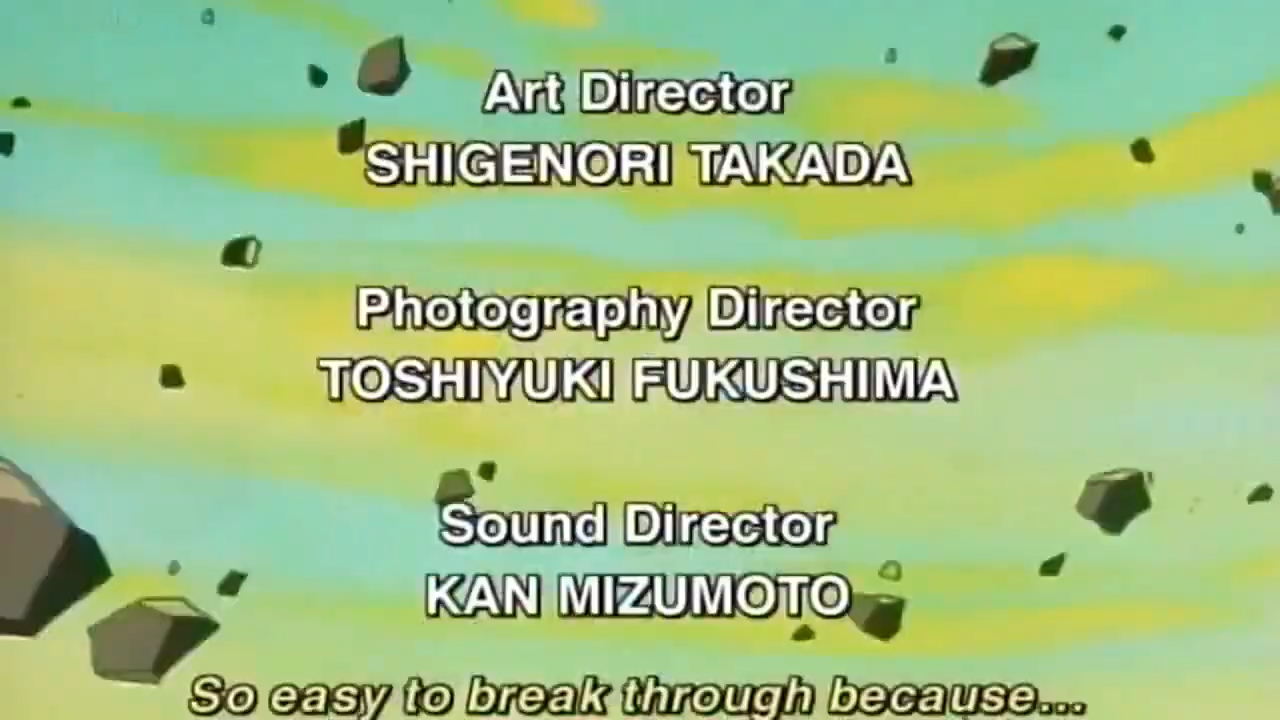 Art Director
SHIGENORI TAKADA
Photography Director
TOSHIYUKI FUKUSHIMA
Sound Director
KAN MIZUMOTO
So easy to break through because...